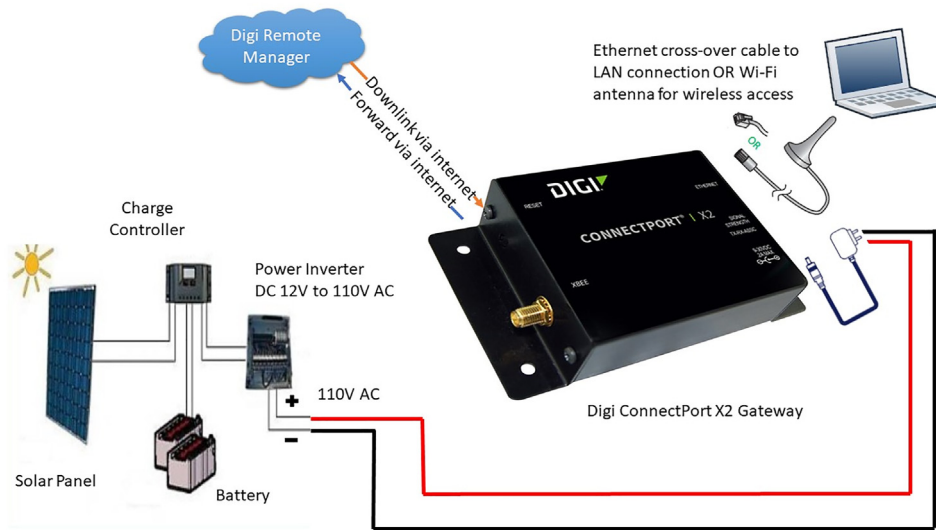 Digi Remote
Manager
Downlink via internet
Forward via internet
Ethernet cross-over cable to
LAN connection OR Wi-Fi
antenna for wireless access
OR
DIGI
RESET
ETHERNET
CONNECTPORT® | X2
SIGNAL
STRENGTH
XBEE
Charge
Controller
Power Inverter
DC 12V to 110V AC
+
110V AC
−
Digi ConnectPort X2 Gateway
Solar Panel
Battery